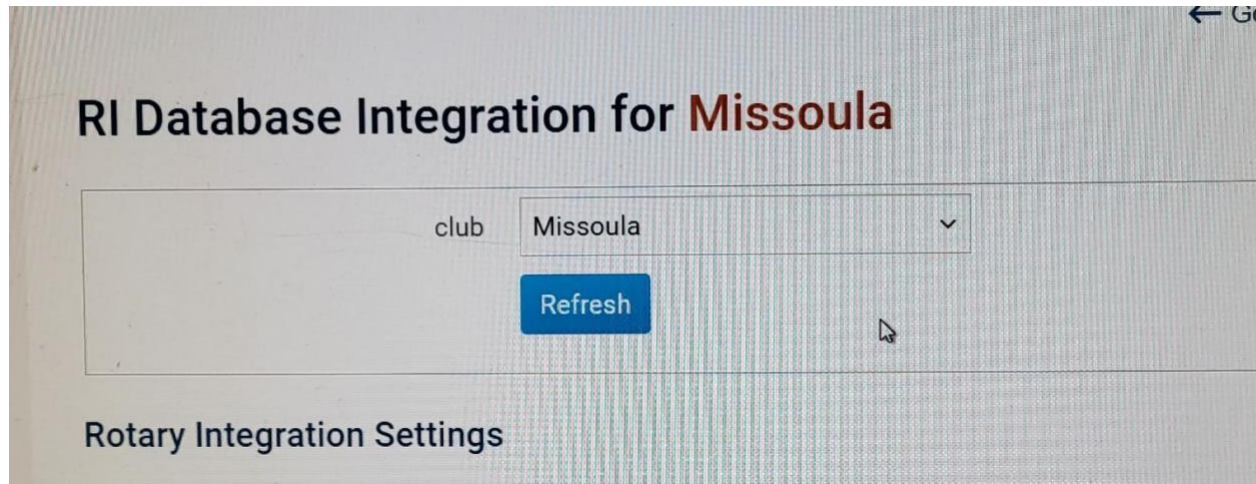 RI Database Integration for Missoula
club Missoula
Refresh
Rotary Integration Settings